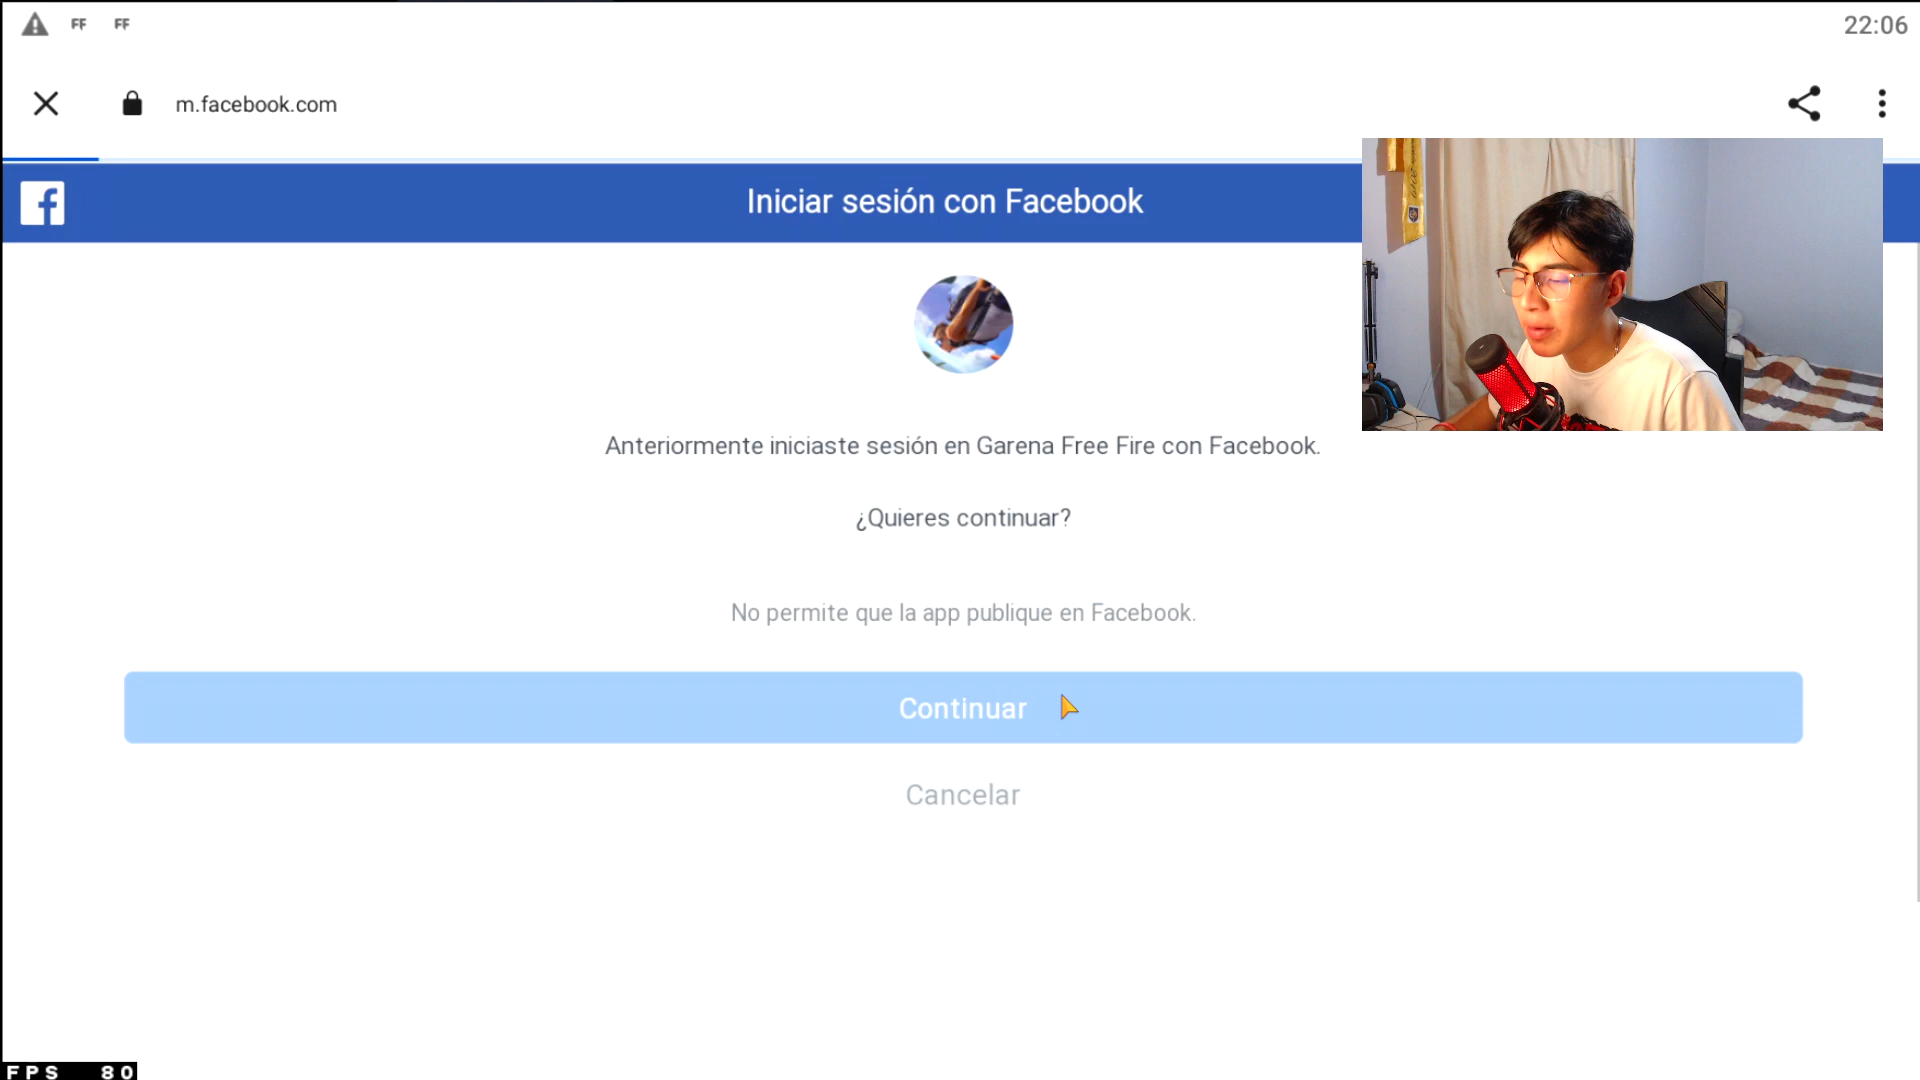 FF FF 22:06
m.facebook.com
Iniciar sesión con Facebook
Anteriormente iniciaste sesión en Garena Free Fire con Facebook.
¿Quieres continuar?
No permite que la app publique en Facebook.
Continuar
Cancelar
FPS 80